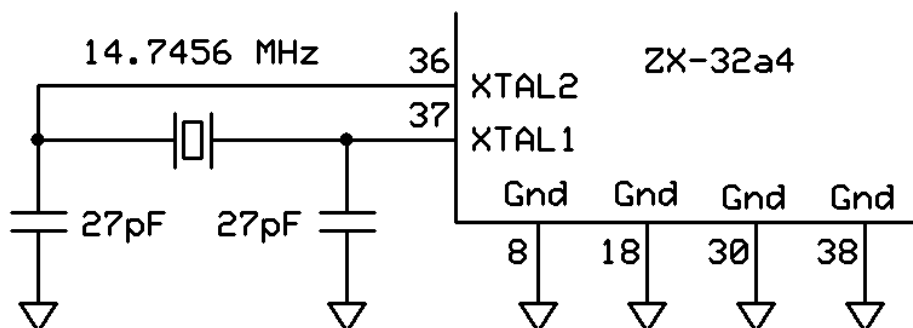 14.7456 MHz
36
ZX-32a4
XTAL2
37
XTAL1
Gnd Gnd Gnd Gnd
27pF 27pF
8 18 30 38